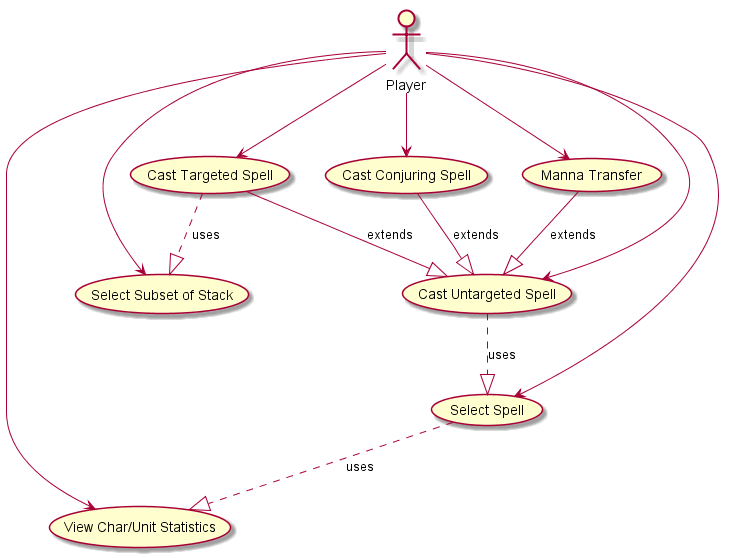 Player
Cast Targeted Spell
Cast Conjuring Spell
Manna Transfer
uses
extends
extends
extends
Select Subset of Stack
Cast Untargeted Spell
uses
Select Spell
uses
View Char/Unit Statistics